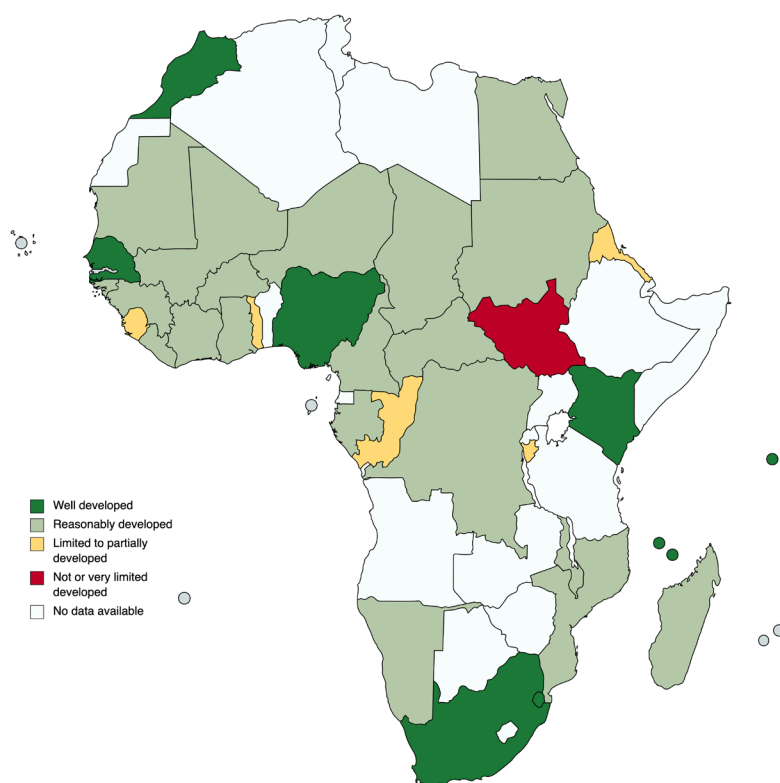 Well developed
Reasonably developed
Limited to partially
developed
Not or very limited
developed
No data available